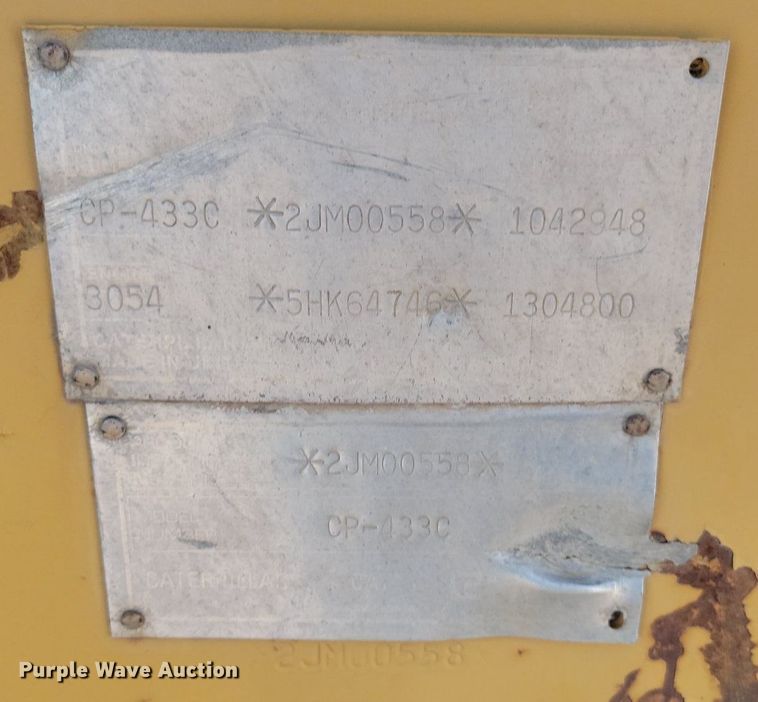 CP-433C *2JM00558* 1042948
3054 *5HK64746* 1304800
*2JM00558*
CP-433C
2JM00558
Purple Wave Auction